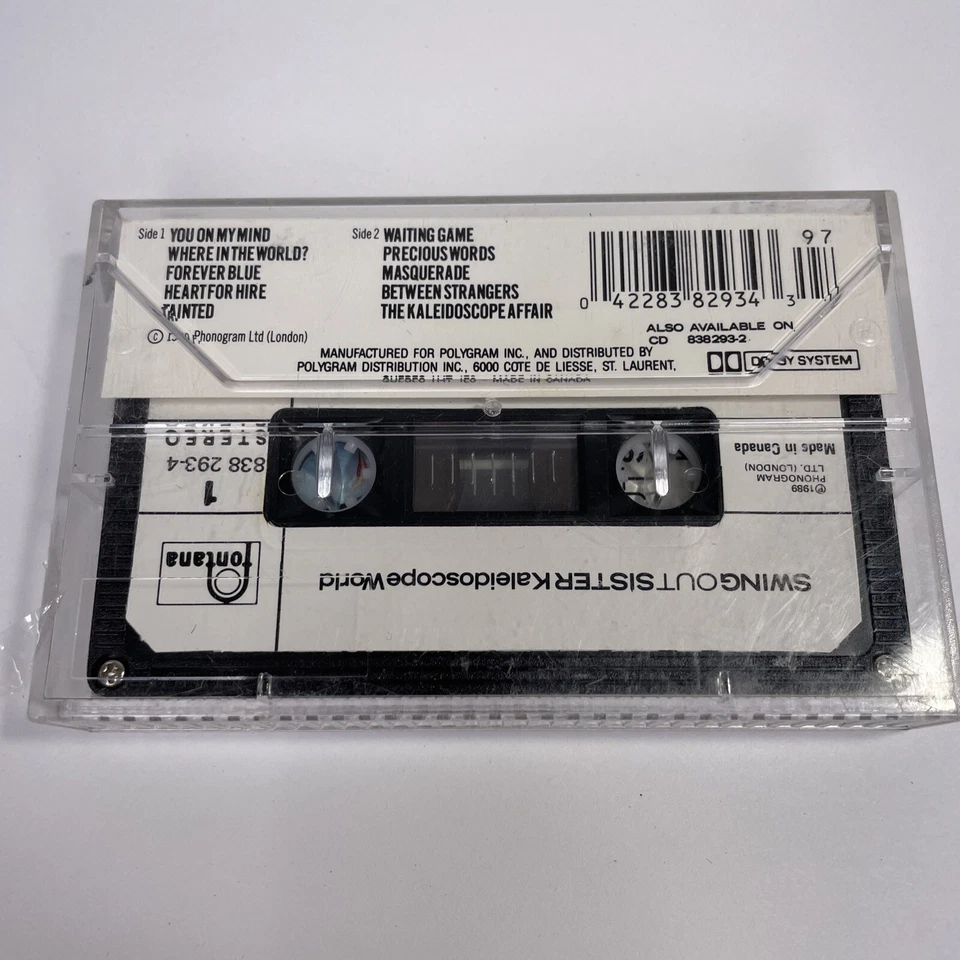 Side 1 YOU ON MY MIND
WHERE IN THE WORLD?
FOREVER BLUE
HEART FOR HIRE
TAINTED
Side 2 WAITING GAME
PRECIOUS WORDS
MASQUERADE
BETWEEN STRANGERS
THE KALEIDOSCOPE AFFAIR
© Phonogram Ltd (London)
MANUFACTURED FOR POLYGRAM INC., AND DISTRIBUTED BY
POLYGRAM DISTRIBUTION INC., 6000 COTE DE LIESSE, ST. LAURENT,
QUEBEC H4T 1E3 - MADE IN CANADA
97
0 42283 82934 3
ALSO AVAILABLE ON
CD 838293-2
DOLBY SYSTEM
STEREO
838 293-4
1
fontana
Made in Canada
℗1989
PHONOGRAM
LTD. (LONDON)
SWING OUT SISTER Kaleidoscope World